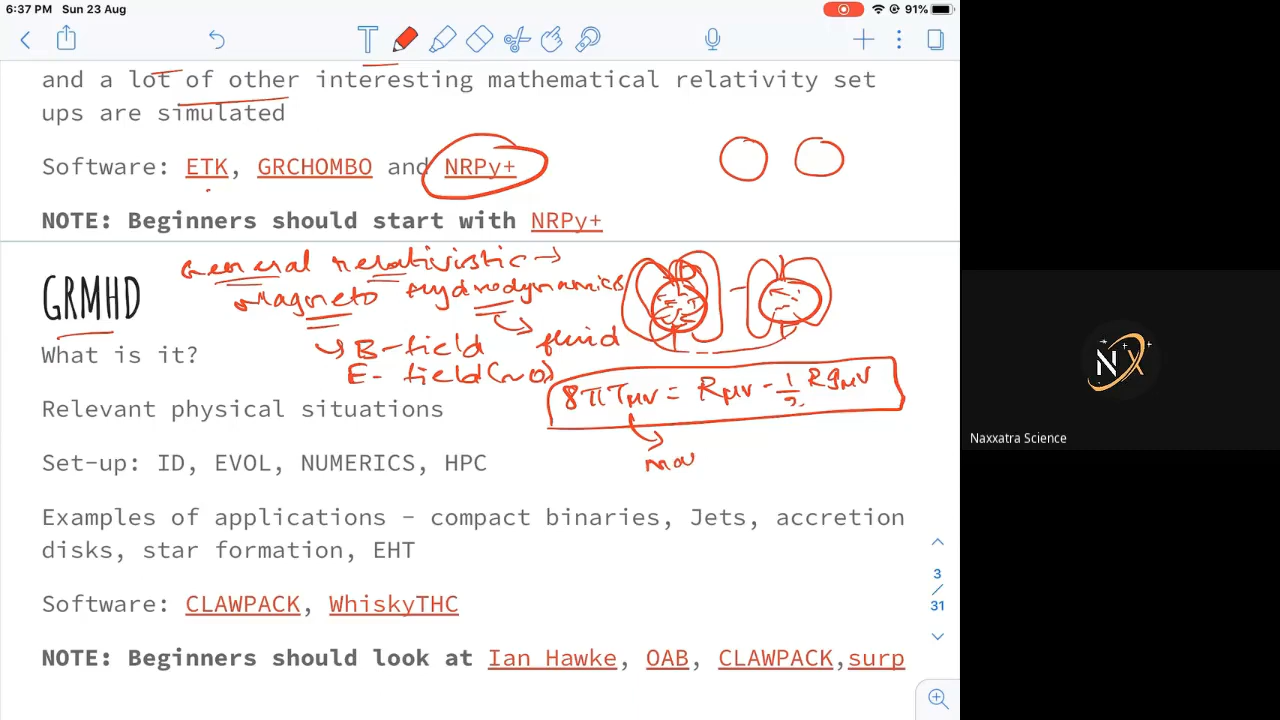 6:37 PM Sun 23 Aug
91%
and a lot of other interesting mathematical relativity set
ups are simulated
Software: ETK, GRCHOMBO and NRPy+
NOTE: Beginners should start with NRPy+
General relativistic →
Magneto Hydrodynamics
GRMHD
fluid
B-field
What is it?
E-field (~0)
8πTμν = Rμν - 1/2 Rgμν
Relevant physical situations
Set-up: ID, EVOL, NUMERICS, HPC
Examples of applications - compact binaries, Jets, accretion
disks, star formation, EHT
Software: CLAWPACK, WhiskyTHC
NOTE: Beginners should look at Ian Hawke, OAB, CLAWPACK,surp
3
/
31
NX
Naxxatra Science